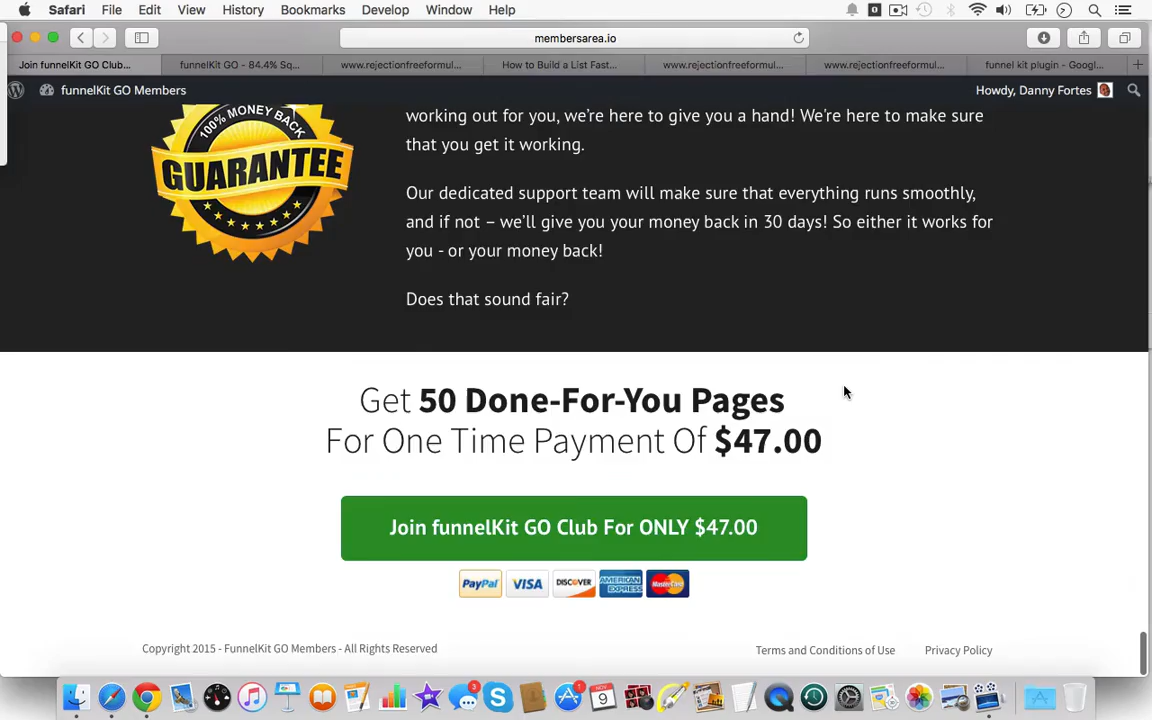 Safari File Edit View History Bookmarks Develop Window Help
membersarea.io
Join funnelKit GO Club... funnelKit GO - 84.4% Sq... www.rejectionfreeformul... How to Build a List Fast... www.rejectionfreeformul... www.rejectionfreeformul... funnel kit plugin - Googl...
funnelKit GO Members Howdy, Danny Fortes
100% MONEY BACK
GUARANTEE
working out for you, we're here to give you a hand! We're here to make sure
that you get it working.
Our dedicated support team will make sure that everything runs smoothly,
and if not – we'll give you your money back in 30 days! So either it works for
you - or your money back!
Does that sound fair?
Get 50 Done-For-You Pages
For One Time Payment Of $47.00
Join funnelKit GO Club For ONLY $47.00
PayPal VISA DISCOVER AMERICAN EXPRESS MasterCard
Copyright 2015 - FunnelKit GO Members - All Rights Reserved Terms and Conditions of Use Privacy Policy
3
1
NOV
9